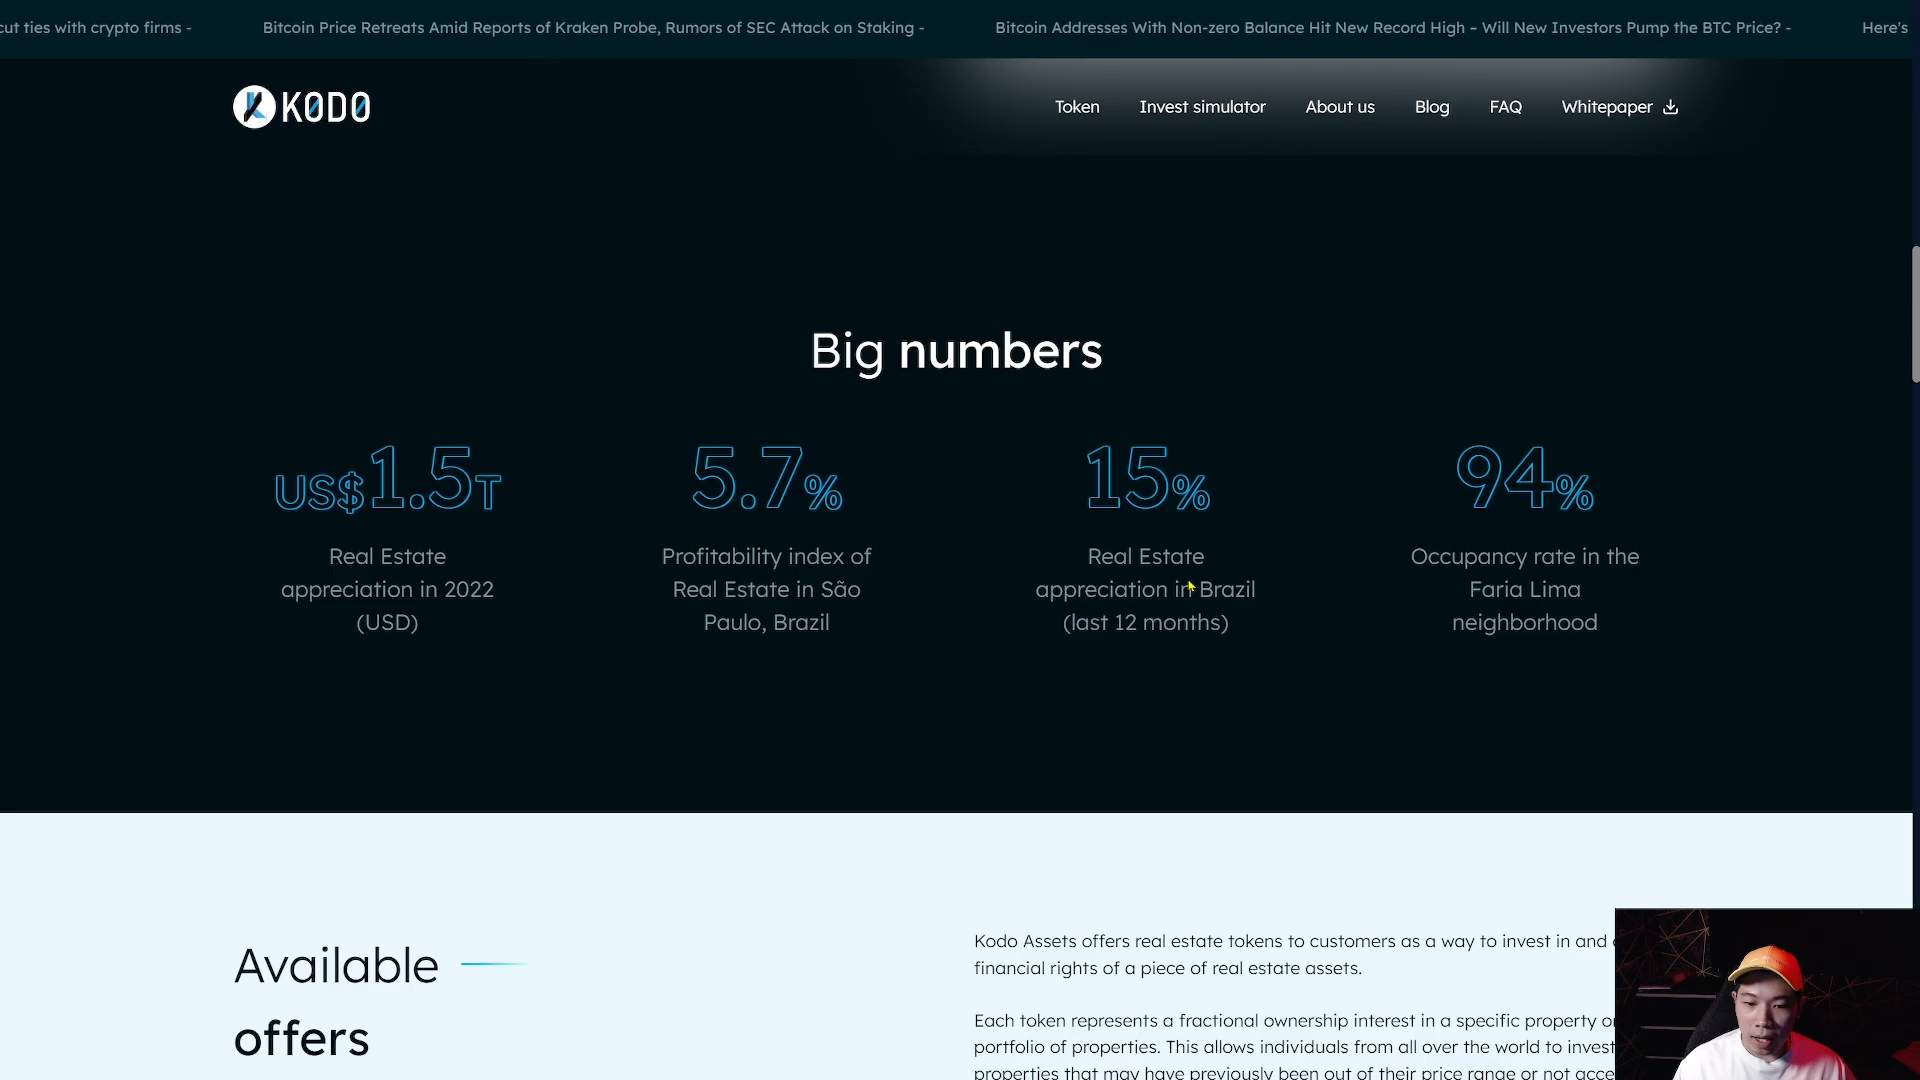 cut ties with crypto firms -
Bitcoin Price Retreats Amid Reports of Kraken Probe, Rumors of SEC Attack on Staking -
Bitcoin Addresses With Non-zero Balance Hit New Record High – Will New Investors Pump the BTC Price? -
Here's
KODO
Token
Invest simulator
About us
Blog
FAQ
Whitepaper
Big numbers
US$1.5T
Real Estate
appreciation in 2022
(USD)
5.7%
Profitability index of
Real Estate in São
Paulo, Brazil
15%
Real Estate
appreciation in Brazil
(last 12 months)
94%
Occupancy rate in the
Faria Lima
neighborhood
Available
offers
Kodo Assets offers real estate tokens to customers as a way to invest in and
financial rights of a piece of real estate assets.
Each token represents a fractional ownership interest in a specific property
portfolio of properties. This allows individuals from all over the world to invest
properties that may have previously been out of their price range or not